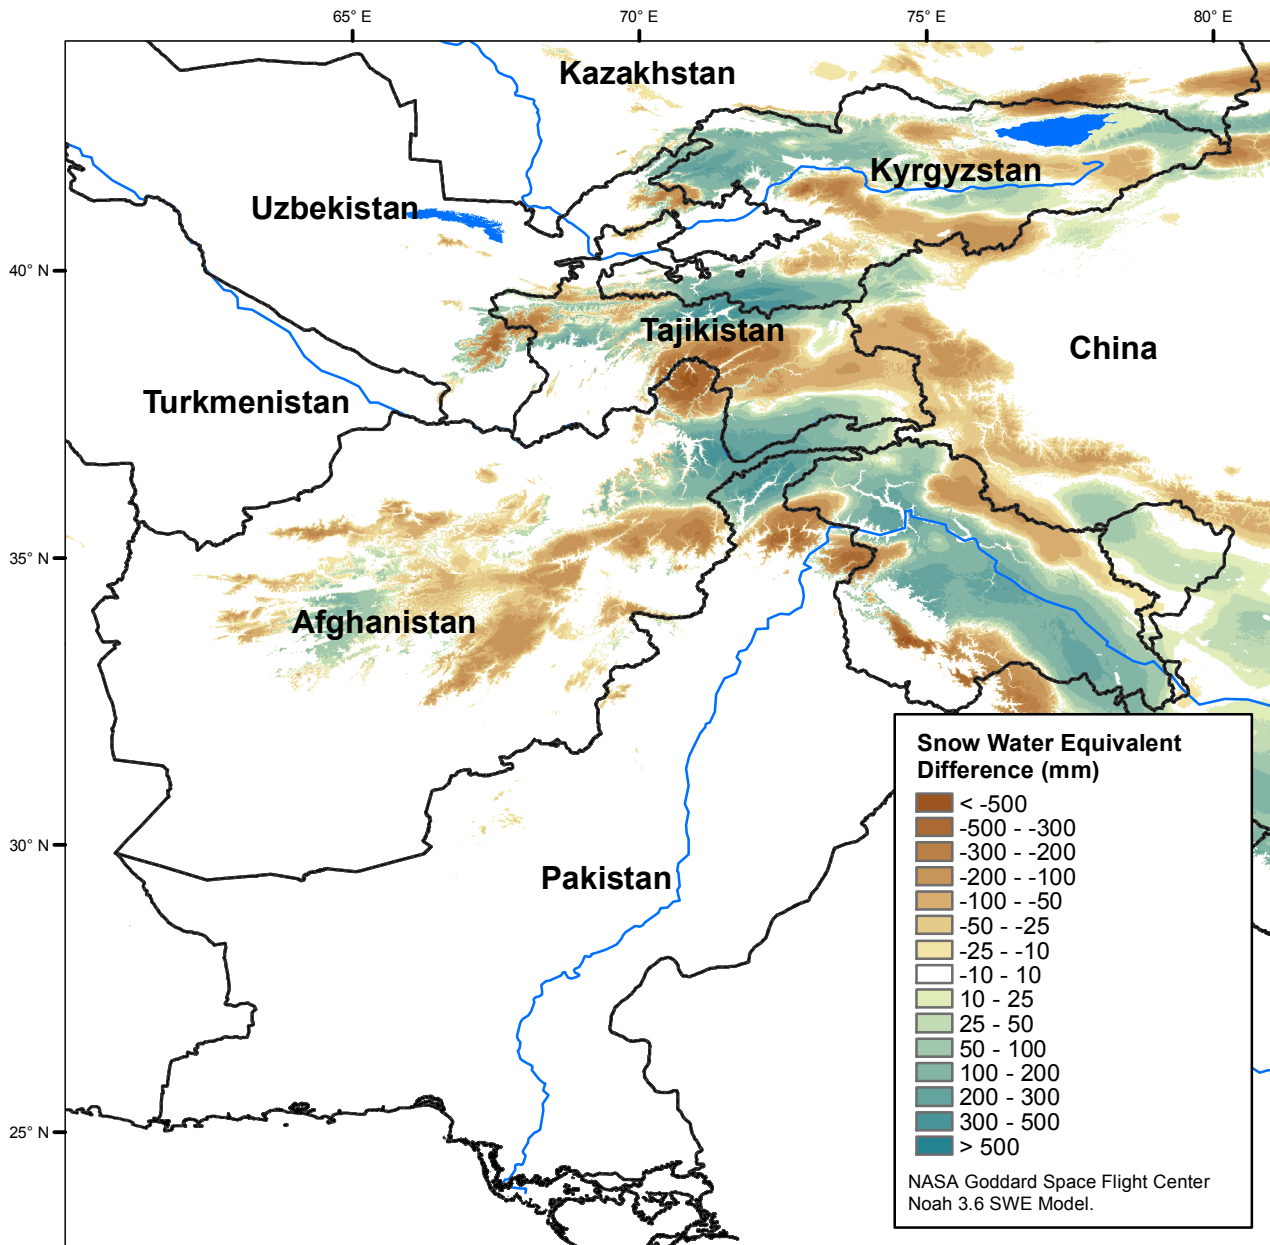 65° E 70° E 75° E 80° E
Kazakhstan
Kyrgyzstan
Uzbekistan
40° N
Tajikistan
China
Turkmenistan
35° N
Afghanistan
Snow Water Equivalent
Difference (mm)
< -500
-500 - -300
-300 - -200
-200 - -100
-100 - -50
-50 - -25
-25 - -10
-10 - 10
10 - 25
25 - 50
50 - 100
100 - 200
200 - 300
300 - 500
> 500
NASA Goddard Space Flight Center
Noah 3.6 SWE Model.
30° N
Pakistan
25° N